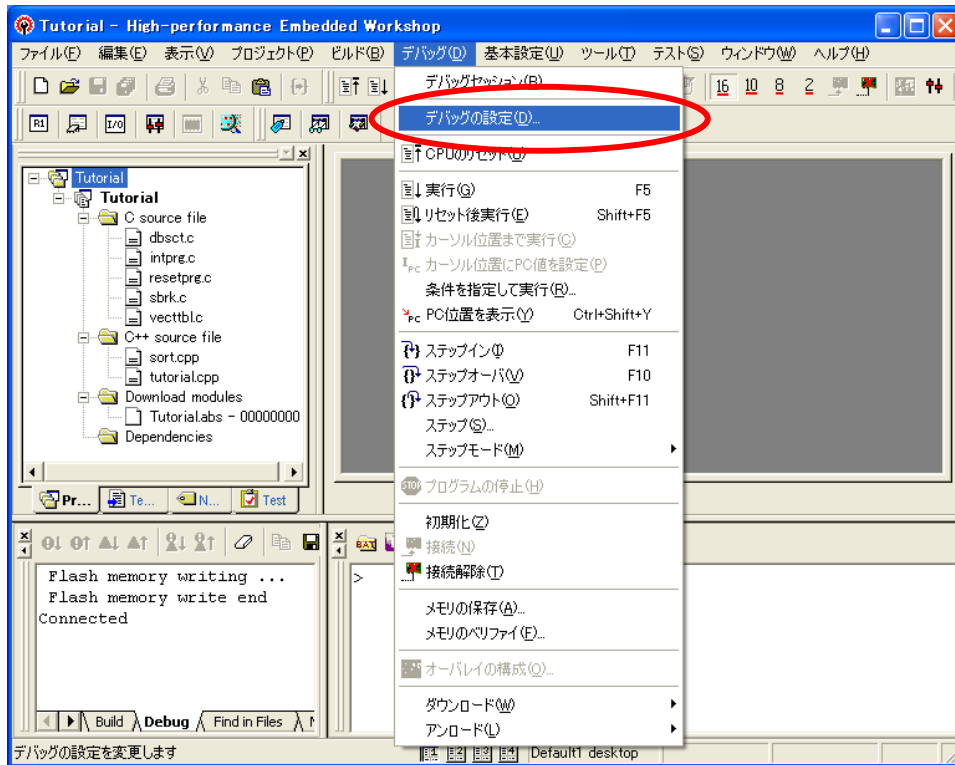 Tutorial - High-performance Embedded Workshop
ファイル(F) 編集(E) 表示(V) プロジェクト(P) ビルド(B) デバッグ(D) 基本設定(U) ツール(T) テスト(S) ウィンドウ(W) ヘルプ(H)
16 10 8 2
R1 I/O
デバッグセッション(R)...
デバッグの設定(D)...
CPUのリセット(U)
実行(G) F5
リセット後実行(E) Shift+F5
カーソル位置まで実行(C)
カーソル位置にPC値を設定(P)
条件を指定して実行(R)...
PC位置を表示(Y) Ctrl+Shift+Y
ステップイン(I) F11
ステップオーバ(V) F10
ステップアウト(O) Shift+F11
ステップ(S)...
ステップモード(M)
プログラムの停止(H)
初期化(Z)
接続(N)
接続解除(T)
メモリの保存(A)...
メモリのベリファイ(F)...
オーバレイの構成(O)...
ダウンロード(W)
アンロード(L)
Tutorial
Tutorial
C source file
dbsct.c
intprg.c
resetprg.c
sbrk.c
vecttbl.c
C++ source file
sort.cpp
tutorial.cpp
Download modules
Tutorial.abs - 00000000
Dependencies
Pr... Te... N... Test
Flash memory writing ...
Flash memory write end
Connected
>
Build Debug Find in Files
デバッグの設定を変更します Default1 desktop